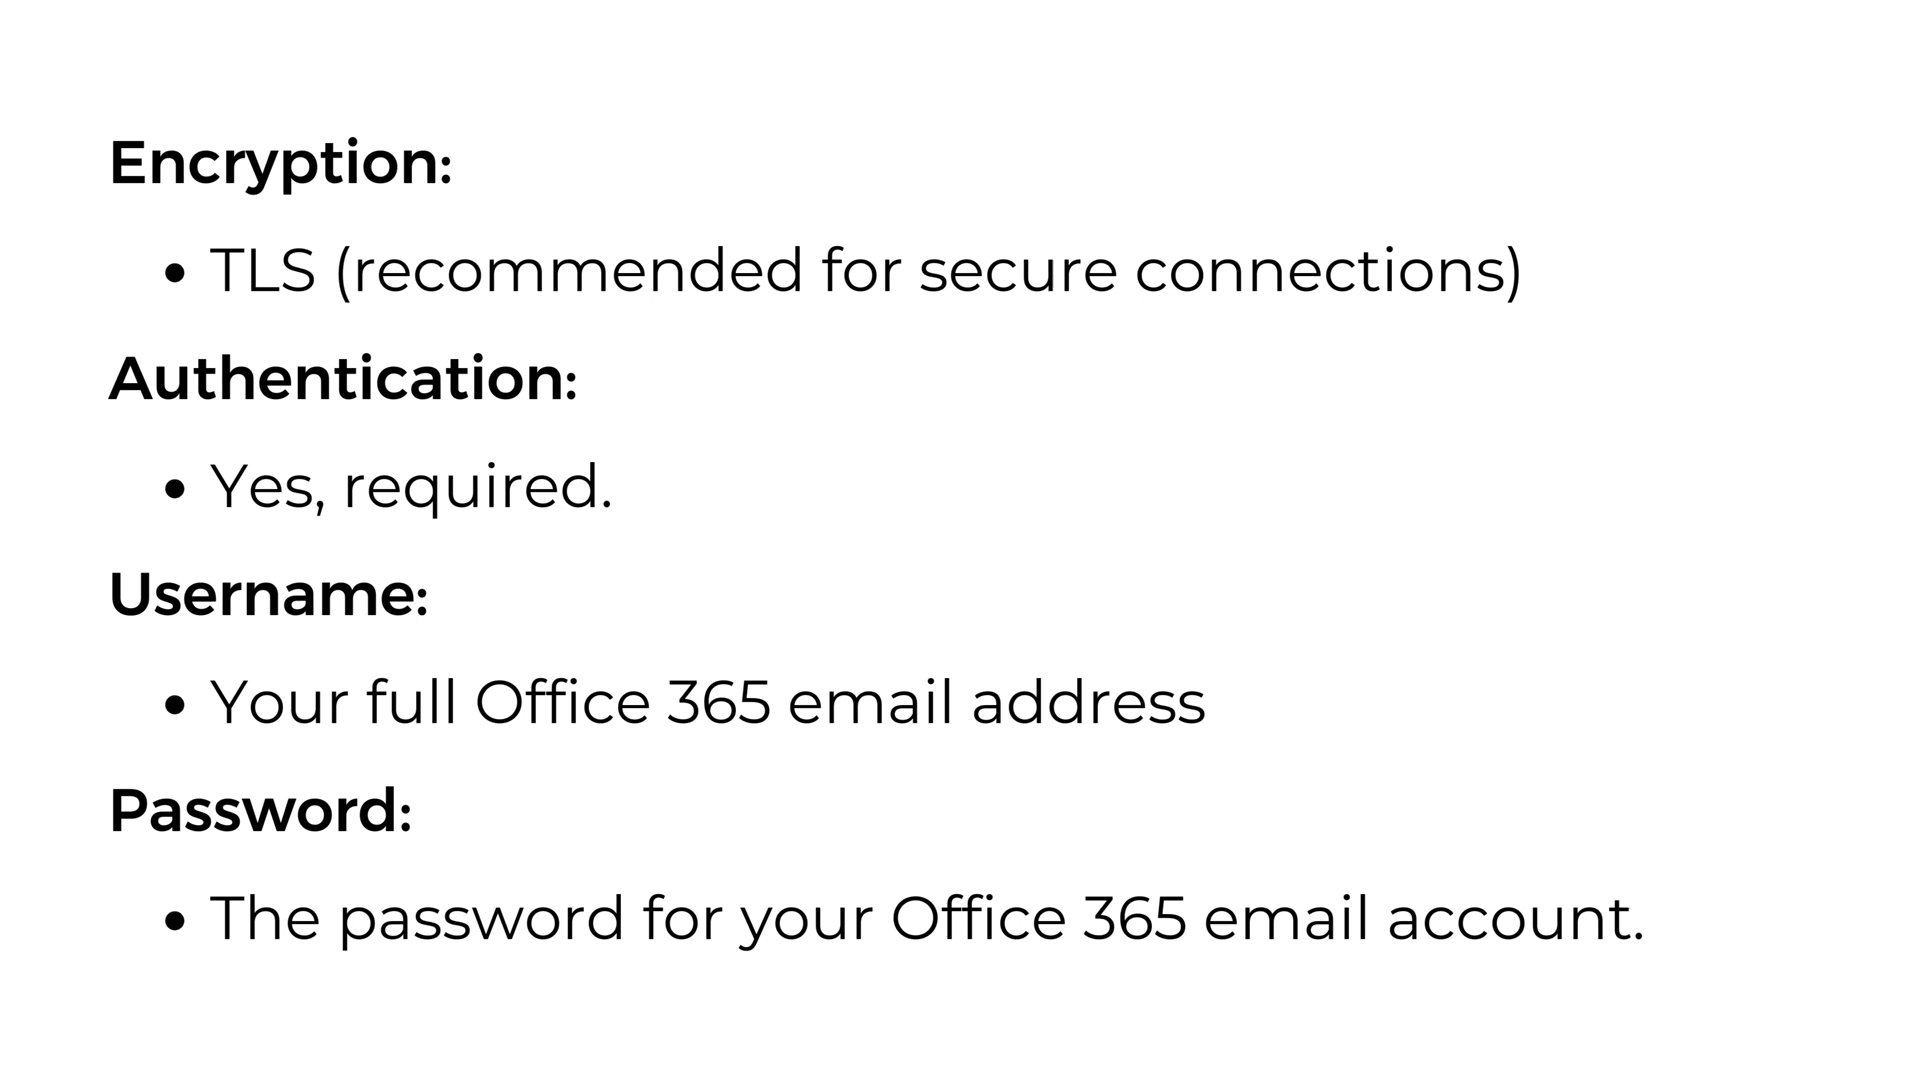 Encryption:
• TLS (recommended for secure connections)
Authentication:
• Yes, required.
Username:
• Your full Office 365 email address
Password:
• The password for your Office 365 email account.